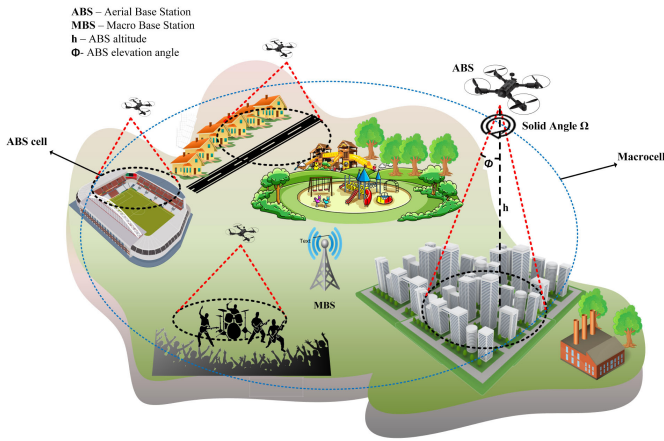 ABS – Aerial Base Station
MBS – Macro Base Station
h – ABS altitude
Φ- ABS elevation angle
ABS
Solid Angle Ω
ABS cell
Macrocell
Φ
h
Text
MBS